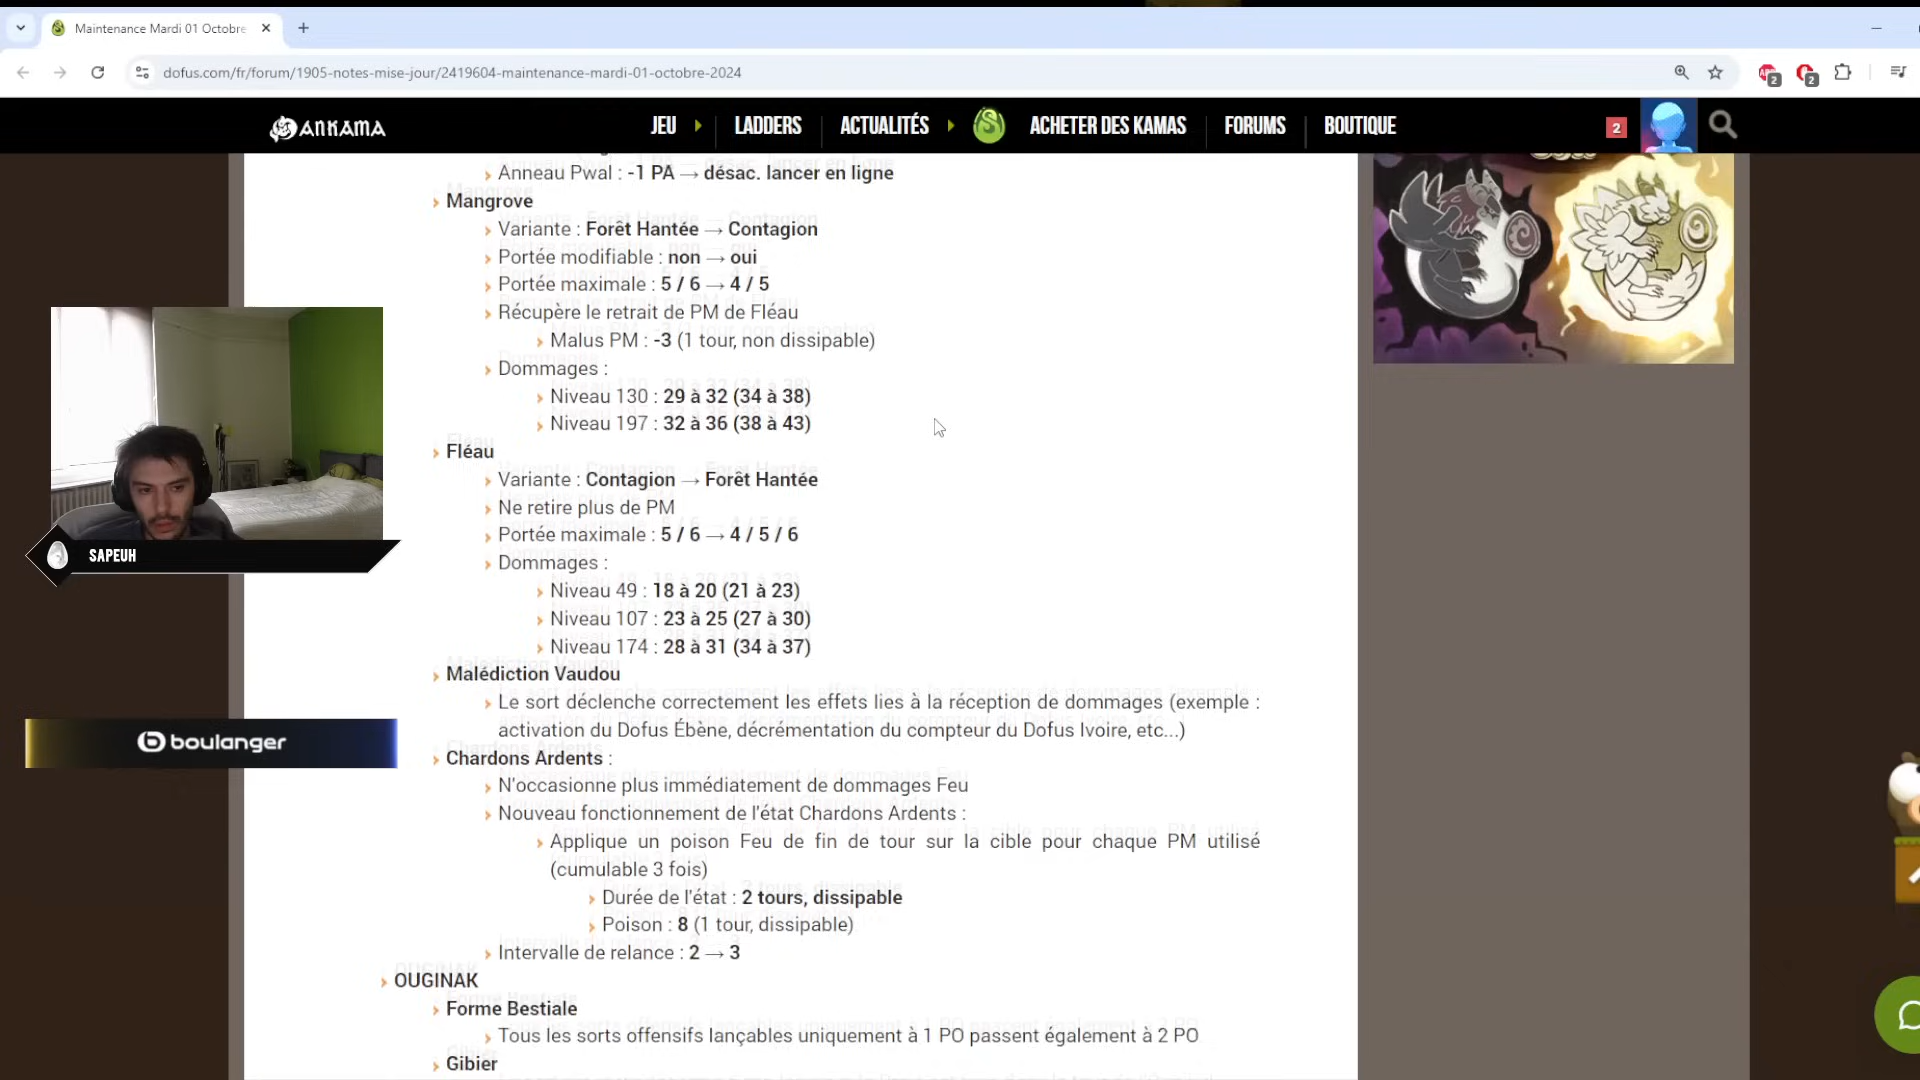 Maintenance Mardi 01 Octobre
dofus.com/fr/forum/1905-notes-mise-jour/2419604-maintenance-mardi-01-octobre-2024
2
2
ANKAMA
JEU
LADDERS
ACTUALITÉS
ACHETER DES KAMAS
FORUMS
BOUTIQUE
2
Anneau Pwal : -1 PA → désac. lancer en ligne
Mangrove
Variante : Forêt Hantée → Contagion
Portée modifiable : non → oui
Portée maximale : 5 / 6 → 4 / 5
Récupère le retrait de PM de Fléau
Malus PM : -3 (1 tour, non dissipable)
Dommages :
Niveau 130 : 29 à 32 (34 à 38)
Niveau 197 : 32 à 36 (38 à 43)
Fléau
Variante : Contagion → Forêt Hantée
Ne retire plus de PM
Portée maximale : 5 / 6 → 4 / 5 / 6
Dommages :
Niveau 49 : 18 à 20 (21 à 23)
Niveau 107 : 23 à 25 (27 à 30)
Niveau 174 : 28 à 31 (34 à 37)
Malédiction Vaudou
Le sort déclenche correctement les effets lies à la réception de dommages (exemple :
activation du Dofus Ébène, décrémentation du compteur du Dofus Ivoire, etc...)
Chardons Ardents :
N'occasionne plus immédiatement de dommages Feu
Nouveau fonctionnement de l'état Chardons Ardents :
Applique un poison Feu de fin de tour sur la cible pour chaque PM utilisé
(cumulable 3 fois)
Durée de l'état : 2 tours, dissipable
Poison : 8 (1 tour, dissipable)
Intervalle de relance : 2 → 3
OUGINAK
Forme Bestiale
Tous les sorts offensifs lançables uniquement à 1 PO passent également à 2 PO
Gibier
SAPEUH
boulanger